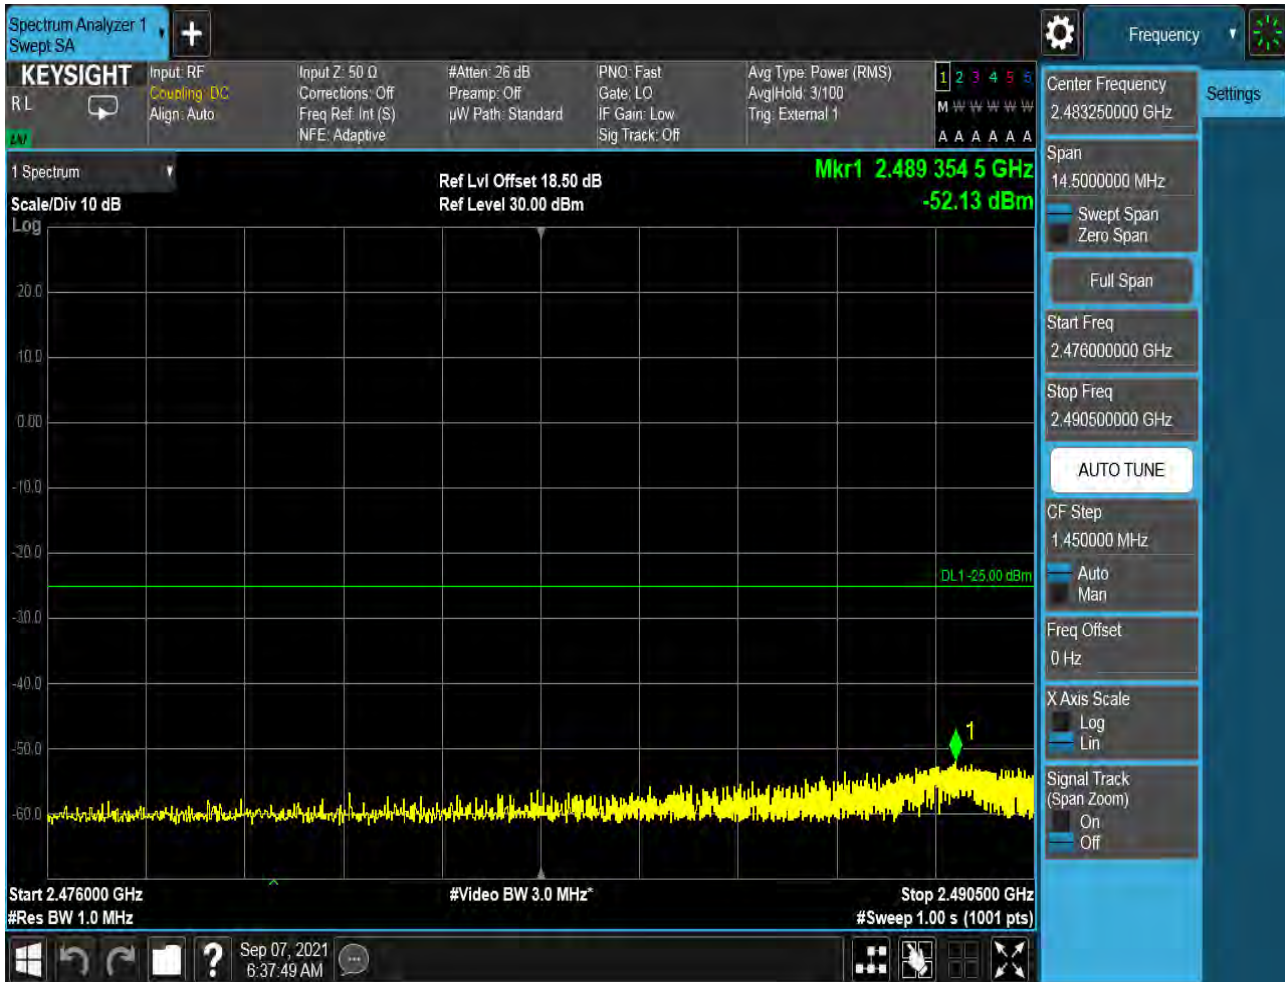 Spectrum Analyzer 1
Swept SA
Frequency
KEYSIGHT
R L
Input: RF
Coupling: DC
Align: Auto
Input Z: 50 Ω
Corrections: Off
Freq Ref: Int (S)
NFE: Adaptive
#Atten: 26 dB
Preamp: Off
µW Path: Standard
PNO: Fast
Gate: LO
IF Gain: Low
Sig Track: Off
Avg Type: Power (RMS)
Avg|Hold: 3/100
Trig: External 1
1 2 3 4 5 6
M W W W W W
A A A A A A
1 Spectrum
Scale/Div 10 dB
Log
Ref Lvl Offset 18.50 dB
Ref Level 30.00 dBm
Mkr1 2.489 354 5 GHz
-52.13 dBm
20.0
10.0
0.00
-10.0
-20.0
DL1 -25.00 dBm
-30.0
-40.0
1
-50.0
-60.0
Start 2.476000 GHz
#Res BW 1.0 MHz
#Video BW 3.0 MHz*
Stop 2.490500 GHz
#Sweep 1.00 s (1001 pts)
Center Frequency
2.483250000 GHz
Settings
Span
14.5000000 MHz
Swept Span
Zero Span
Full Span
Start Freq
2.476000000 GHz
Stop Freq
2.490500000 GHz
AUTO TUNE
CF Step
1.450000 MHz
Auto
Man
Freq Offset
0 Hz
X Axis Scale
Log
Lin
Signal Track
(Span Zoom)
On
Off
?
Sep 07, 2021
6:37:49 AM